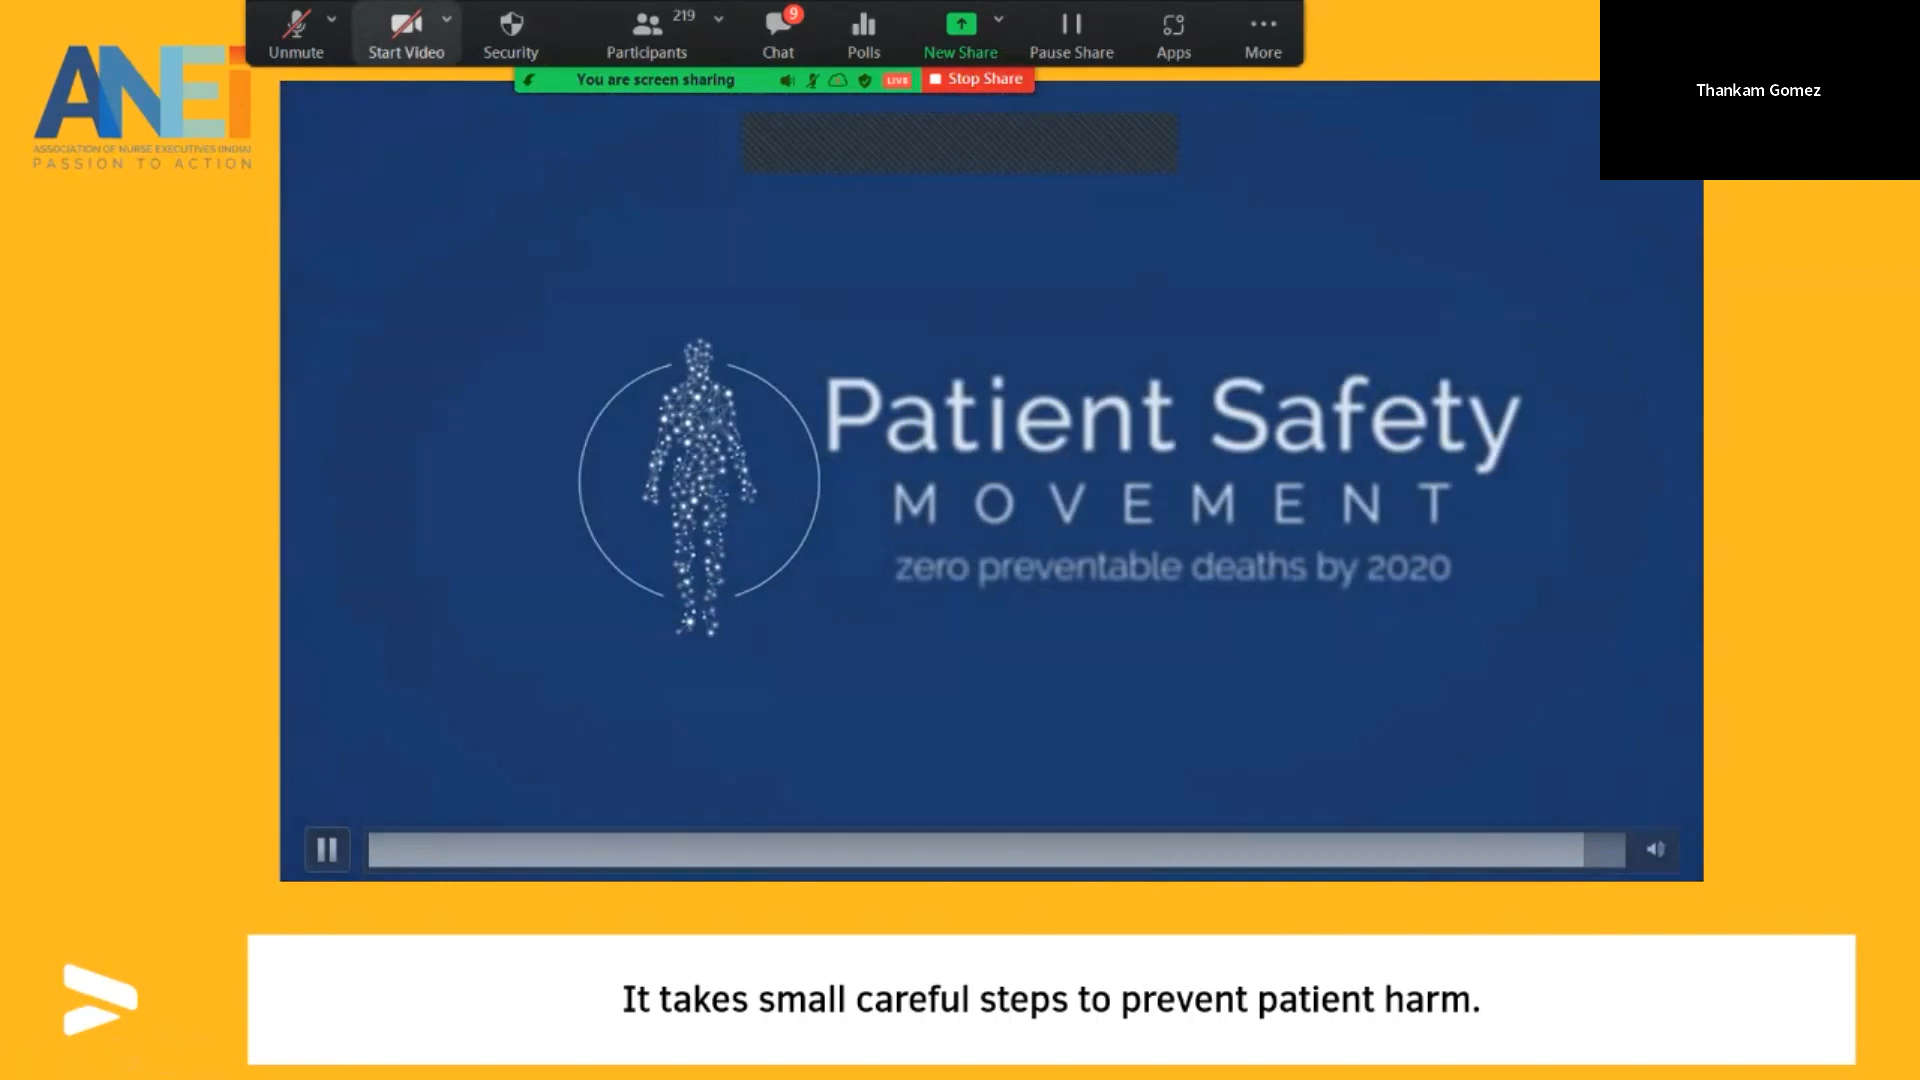 Unmute
Start Video
Security
219
Participants
9
Chat
Polls
New Share
Pause Share
Apps
More
You are screen sharing
LIVE
Stop Share
Thankam Gomez
ANEi
ASSOCIATION OF NURSE EXECUTIVES (INDIA)
PASSION TO ACTION
Patient Safety
MOVEMENT
zero preventable deaths by 2020
It takes small careful steps to prevent patient harm.